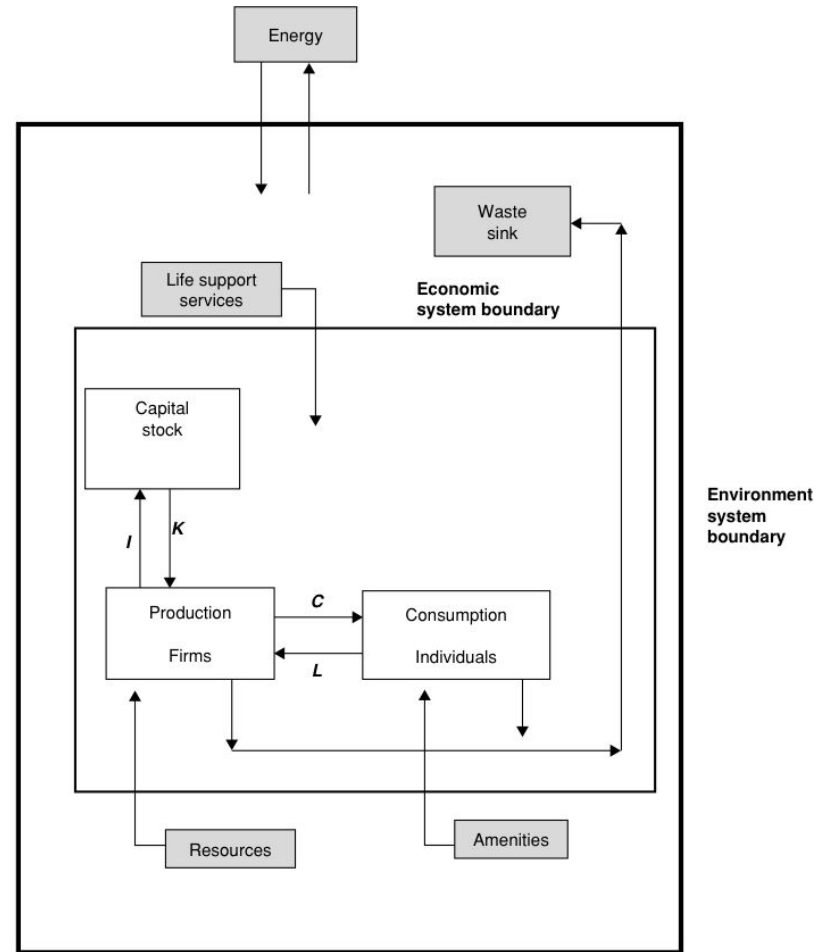 Energy
Waste
sink
Life support
services
Economic
system boundary
Capital
stock
Environment
system
boundary
I
K
Production
Firms
C
L
Consumption
Individuals
Resources
Amenities